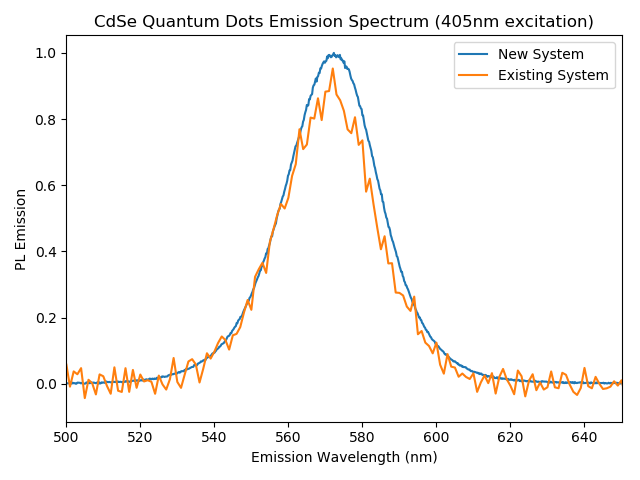 CdSe Quantum Dots Emission Spectrum (405nm excitation)
New System
Existing System
PL Emission
1.0
0.8
0.6
0.4
0.2
0.0
500 520 540 560 580 600 620 640
Emission Wavelength (nm)